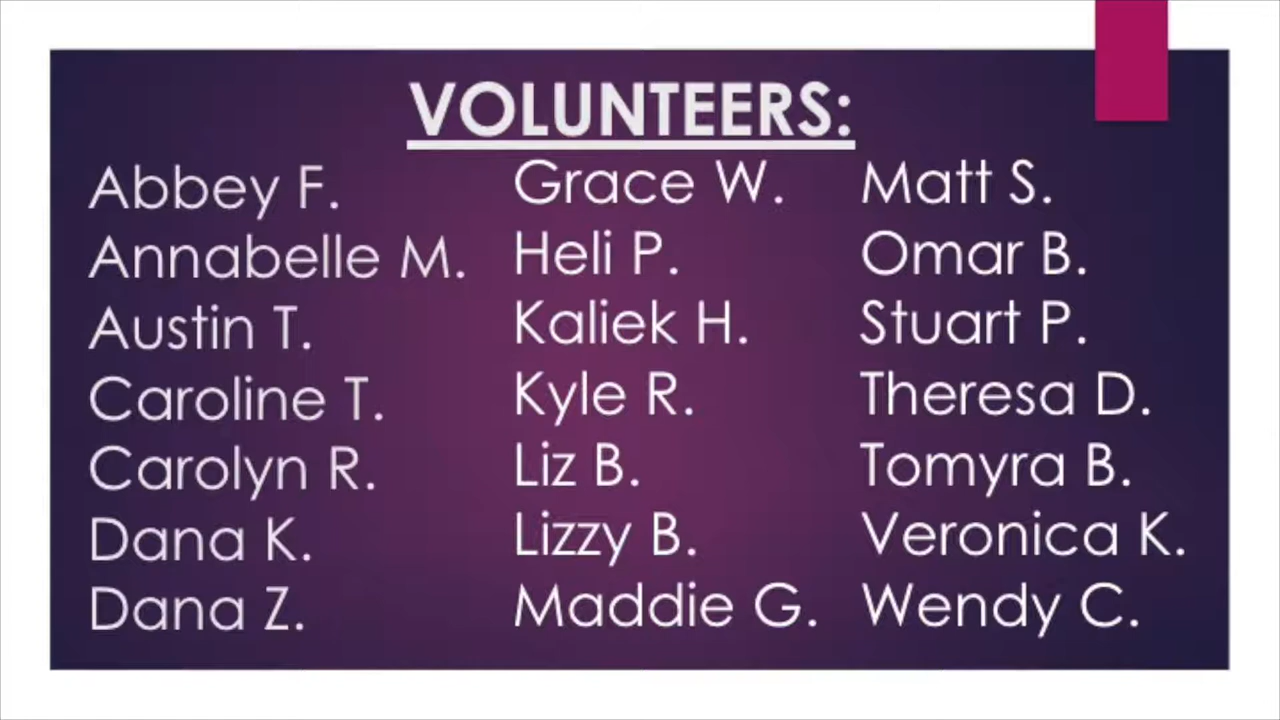 VOLUNTEERS:
Abbey F.
Annabelle M.
Austin T.
Caroline T.
Carolyn R.
Dana K.
Dana Z.
Grace W.
Heli P.
Kaliek H.
Kyle R.
Liz B.
Lizzy B.
Maddie G.
Matt S.
Omar B.
Stuart P.
Theresa D.
Tomyra B.
Veronica K.
Wendy C.